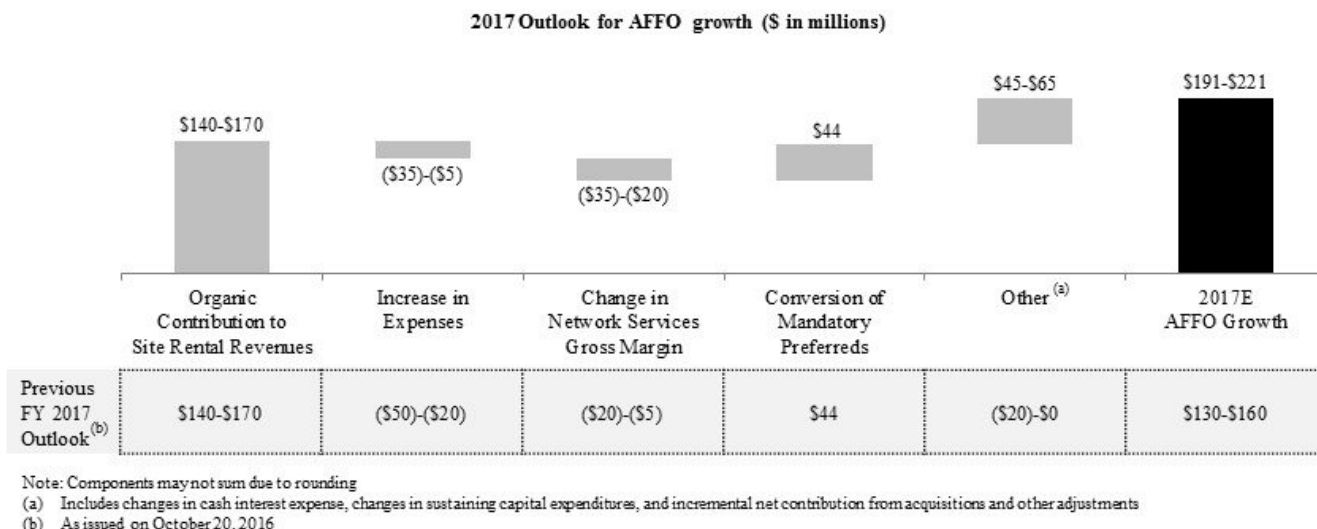 2017 Outlook for AFFO growth ($ in millions)
$140-$170
($35)-($5)
($35)-($20)
$44
$45-$65
$191-$221
Organic
Contribution to
Site Rental Revenues
Increase in
Expenses
Change in
Network Services
Gross Margin
Conversion of
Mandatory
Preferreds
Other (a)
2017E
AFFO Growth
Previous
FY 2017
Outlook(b)
$140-$170
($50)-($20)
($20)-($5)
$44
($20)-$0
$130-$160
Note: Components may not sum due to rounding
(a) Includes changes in cash interest expense, changes in sustaining capital expenditures, and incremental net contribution from acquisitions and other adjustments
(b) As issued on October 20, 2016